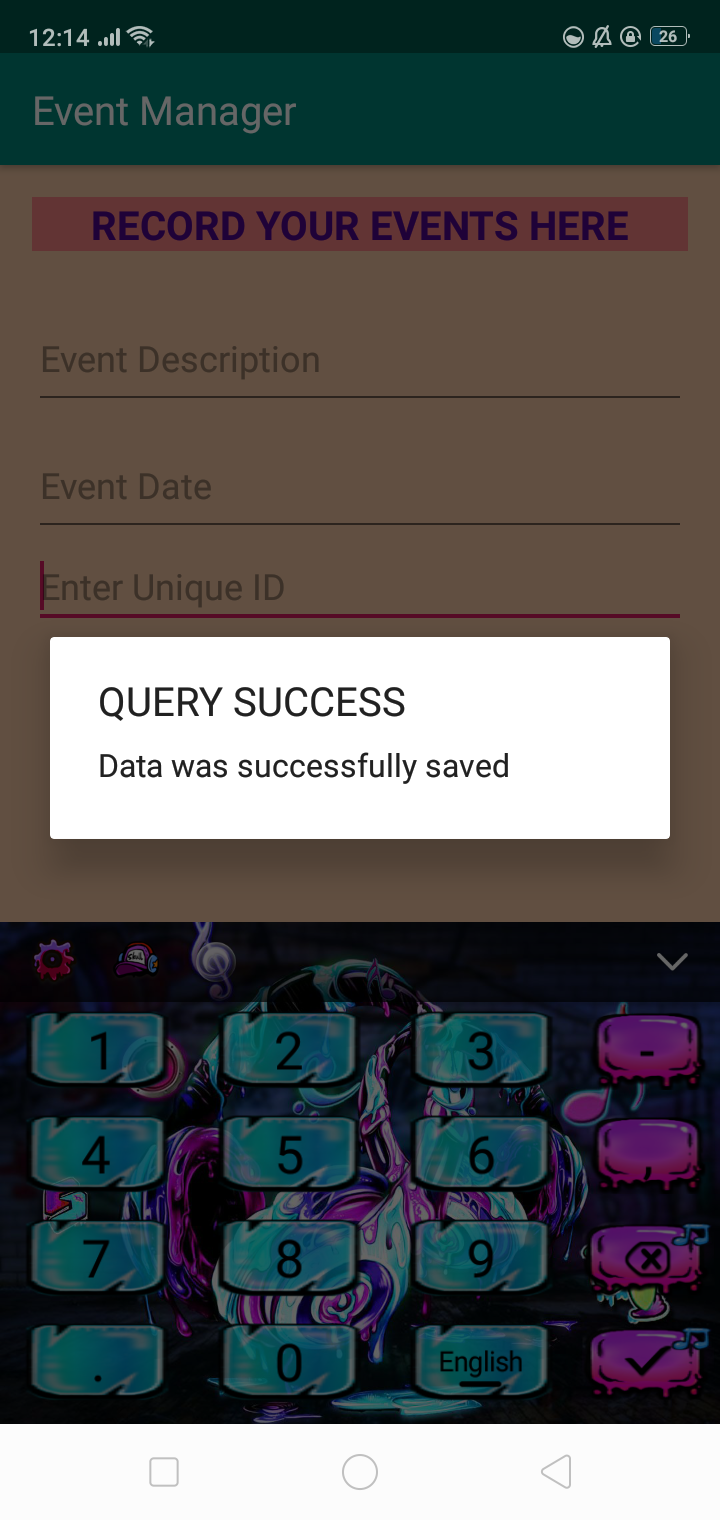 12:14
26
Event Manager
RECORD YOUR EVENTS HERE
Event Description
Event Date
Enter Unique ID
QUERY SUCCESS
Data was successfully saved
1 2 3 -
4 5 6 ,
7 8 9
. 0 English